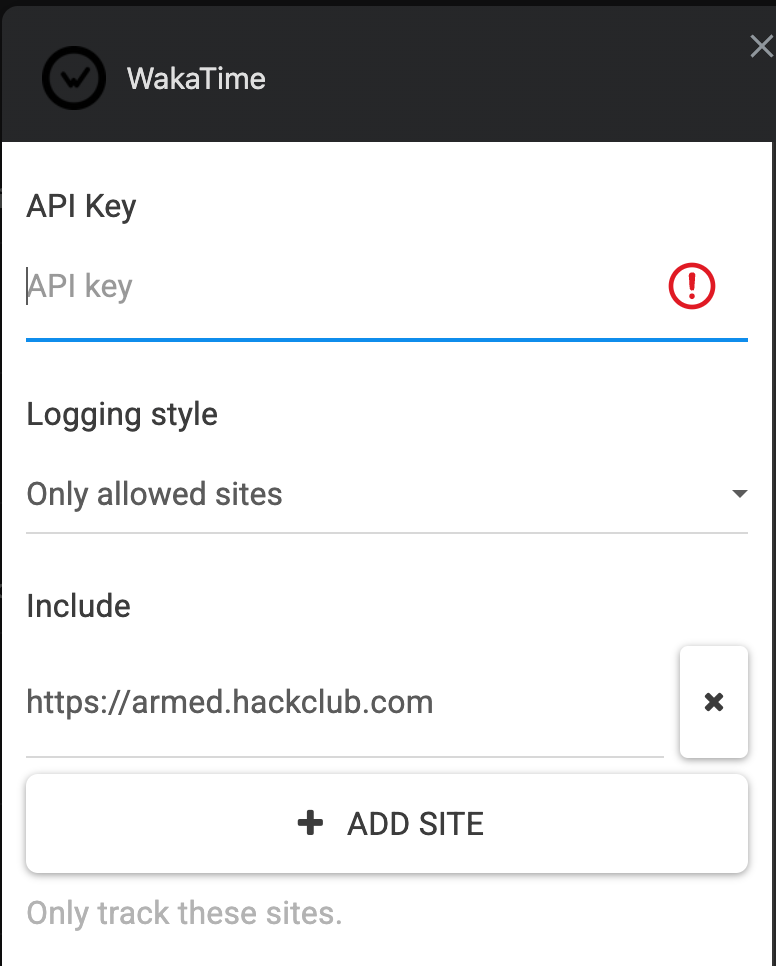 WakaTime
API Key
API key
Logging style
Only allowed sites
Include
https://armed.hackclub.com
ADD SITE
Only track these sites.